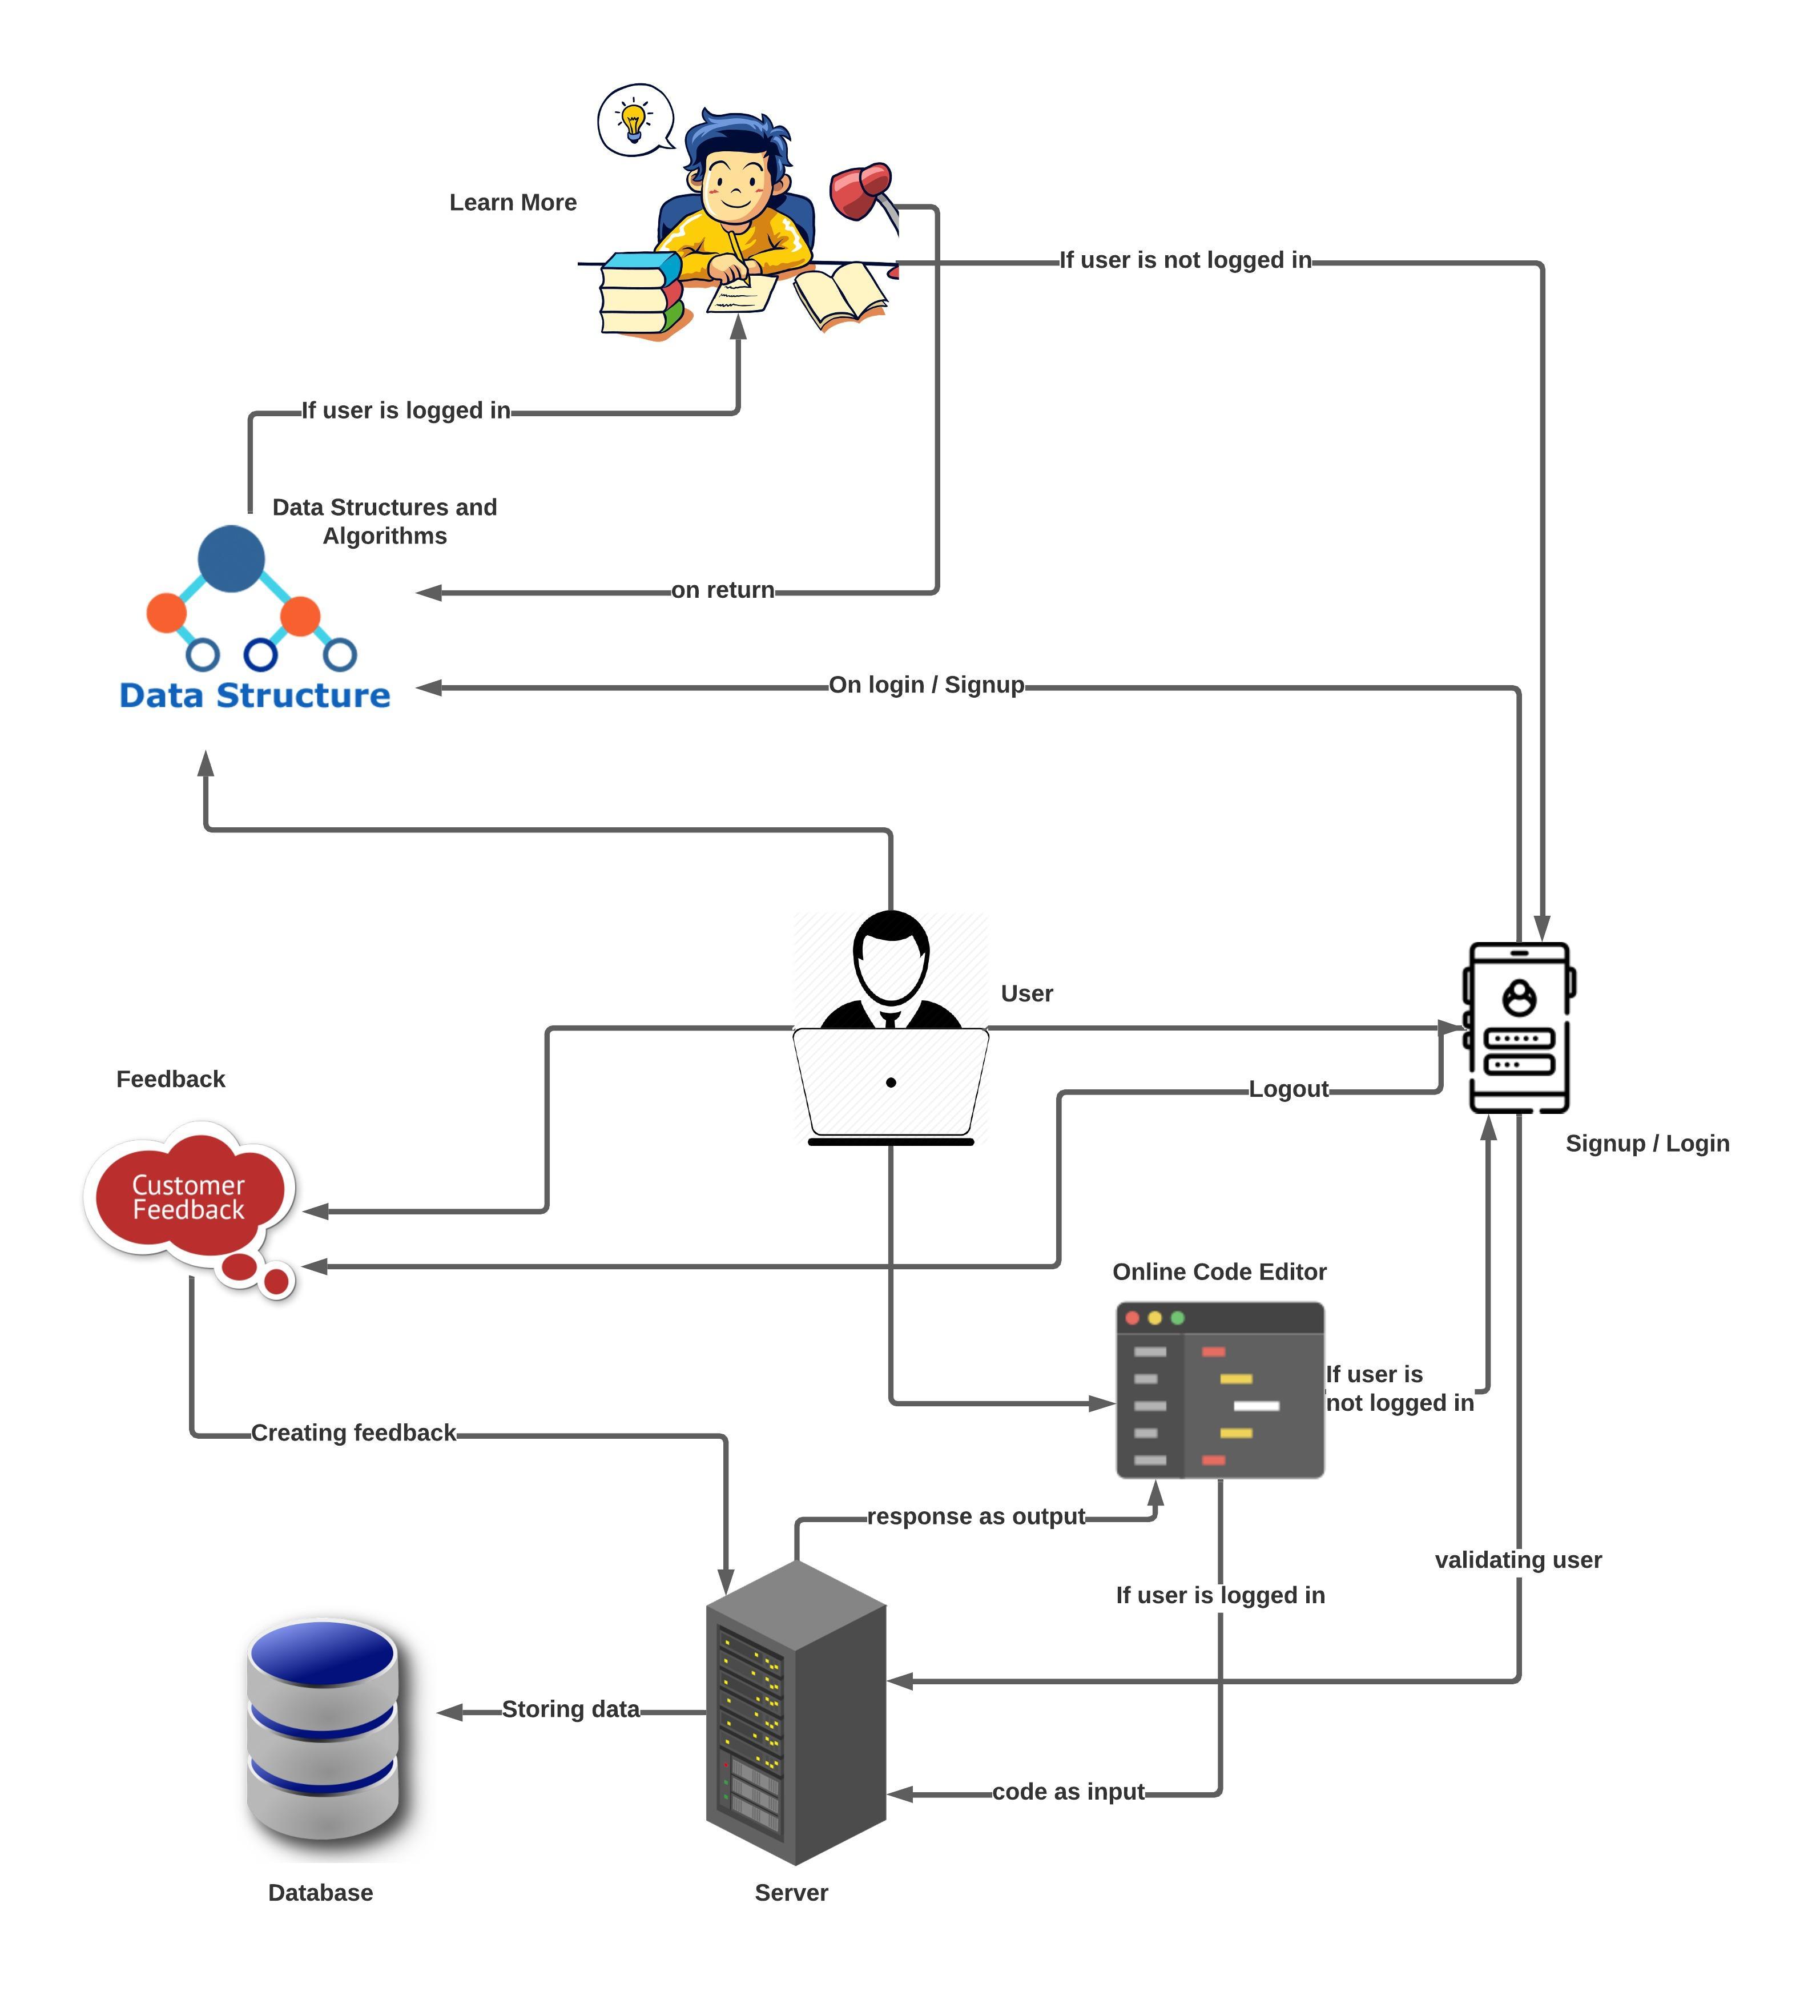 Learn More
If user is not logged in
If user is logged in
Data Structures and
Algorithms
on return
Data Structure
On login / Signup
User
Feedback
Logout
Signup / Login
Customer
Feedback
Online Code Editor
If user is
not logged in
Creating feedback
response as output
validating user
If user is logged in
Storing data
code as input
Database
Server